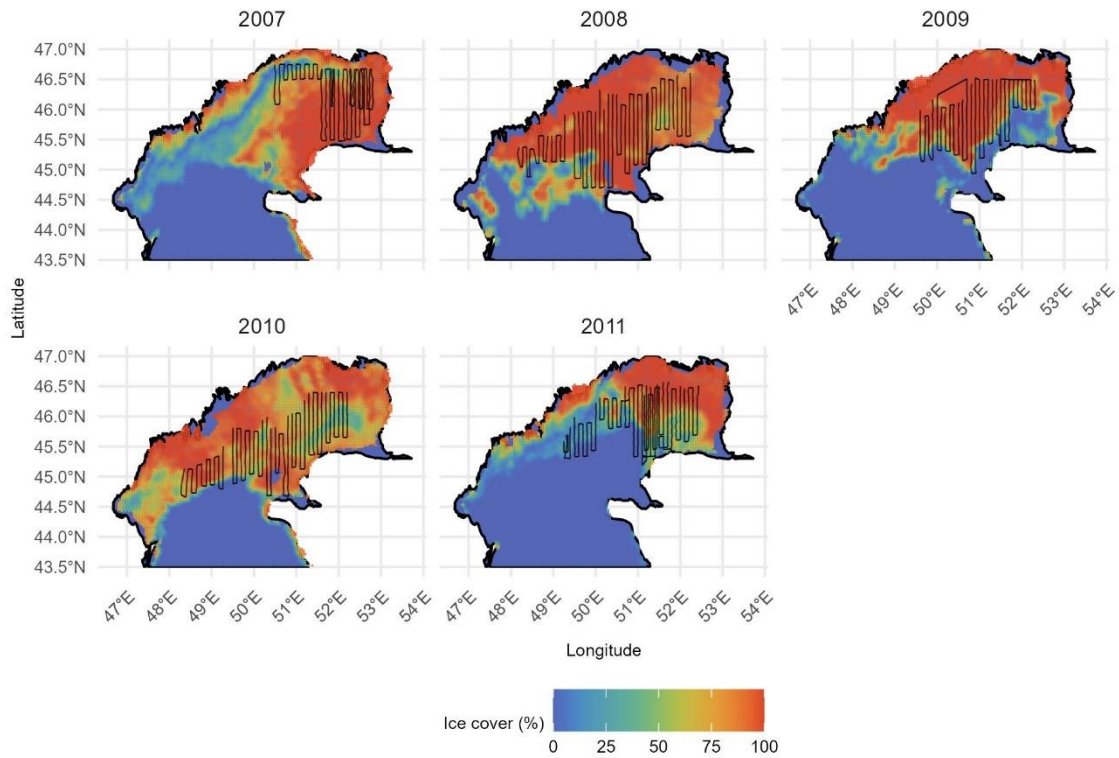 2007
2008
2009
47.0°N
46.5°N
46.0°N
45.5°N
45.0°N
44.5°N
44.0°N
43.5°N
47°E
48°E
49°E
50°E
51°E
52°E
53°E
54°E
Latitude
2010
2011
47.0°N
46.5°N
46.0°N
45.5°N
45.0°N
44.5°N
44.0°N
43.5°N
47°E
48°E
49°E
50°E
51°E
52°E
53°E
54°E
47°E
48°E
49°E
50°E
51°E
52°E
53°E
54°E
Longitude
Ice cover (%)
0 25 50 75 100